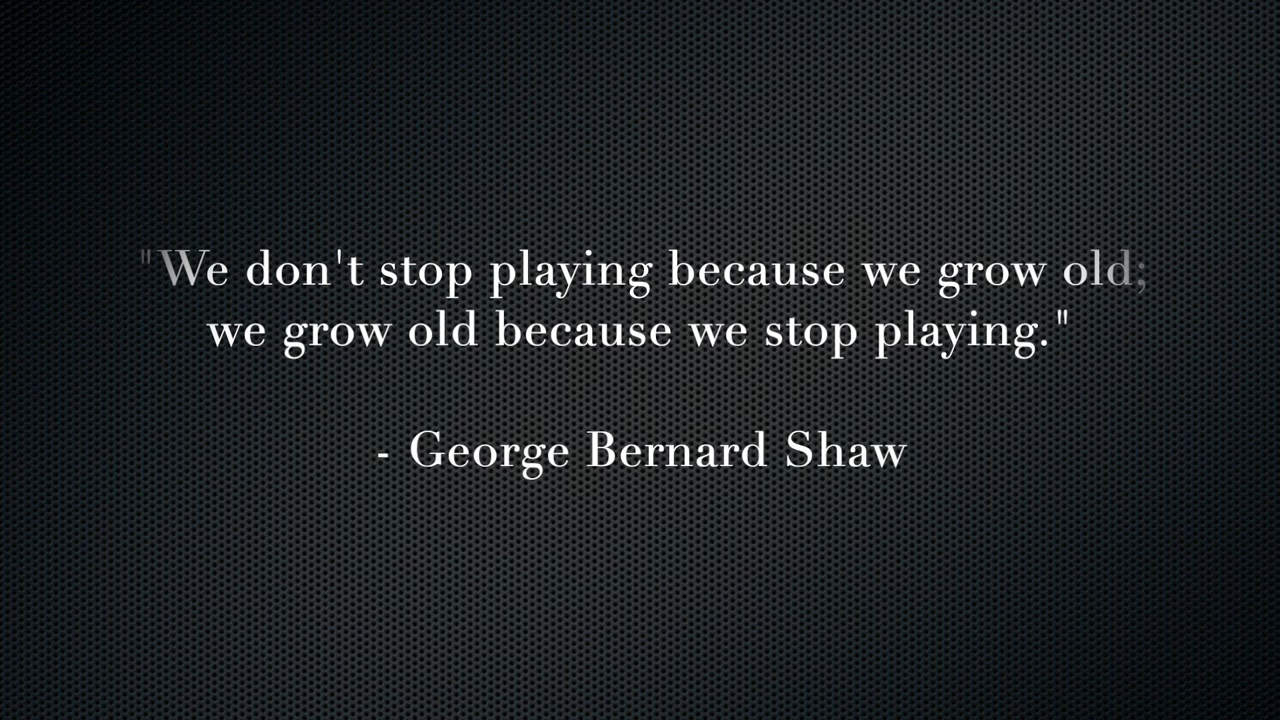 "We don't stop playing because we grow old;
we grow old because we stop playing."
- George Bernard Shaw